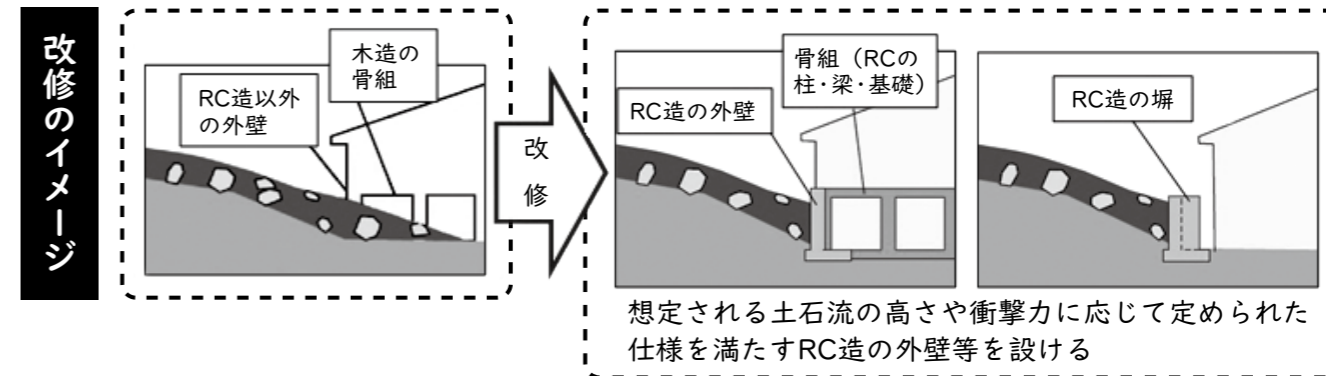 改修のイメージ
木造の
骨組
RC造以外
の外壁
改
修
骨組（RCの
柱・梁・基礎）
RC造の外壁
RC造の塀
想定される土石流の高さや衝撃力に応じて定められた
仕様を満たすRC造の外壁等を設ける